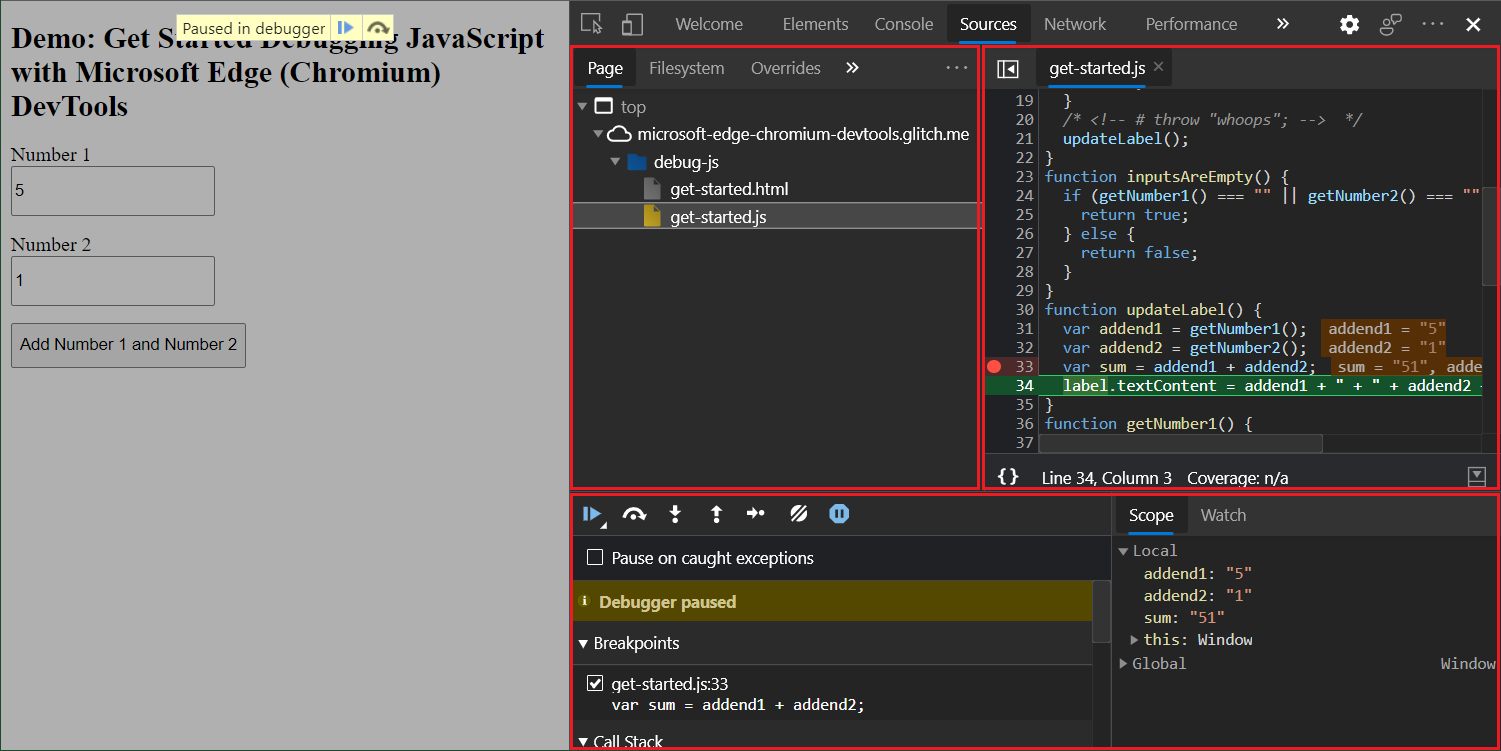 Paused in debugger
Demo: Get Started Debugging JavaScript
with Microsoft Edge (Chromium)
DevTools
Number 1
5
Number 2
1
Add Number 1 and Number 2
Welcome Elements Console Sources Network Performance » ···
Page Filesystem Overrides » ···
top
microsoft-edge-chromium-devtools.glitch.me
debug-js
get-started.html
get-started.js
get-started.js ×
19 }
20 /* <!-- # throw "whoops"; --> */
21 updateLabel();
22 }
23 function inputsAreEmpty() {
24 if (getNumber1() === "" || getNumber2() === ""
25 return true;
26 } else {
27 return false;
28 }
29 }
30 function updateLabel() {
31 var addend1 = getNumber1(); addend1 = "5"
32 var addend2 = getNumber2(); addend2 = "1"
33 var sum = addend1 + addend2; sum = "51", adde
34 label.textContent = addend1 + " + " + addend2
35 }
36 function getNumber1() {
37
{} Line 34, Column 3 Coverage: n/a
Pause on caught exceptions
Debugger paused
Breakpoints
get-started.js:33
var sum = addend1 + addend2;
Call Stack
Scope Watch
Local
addend1: "5"
addend2: "1"
sum: "51"
this: Window
Global Window